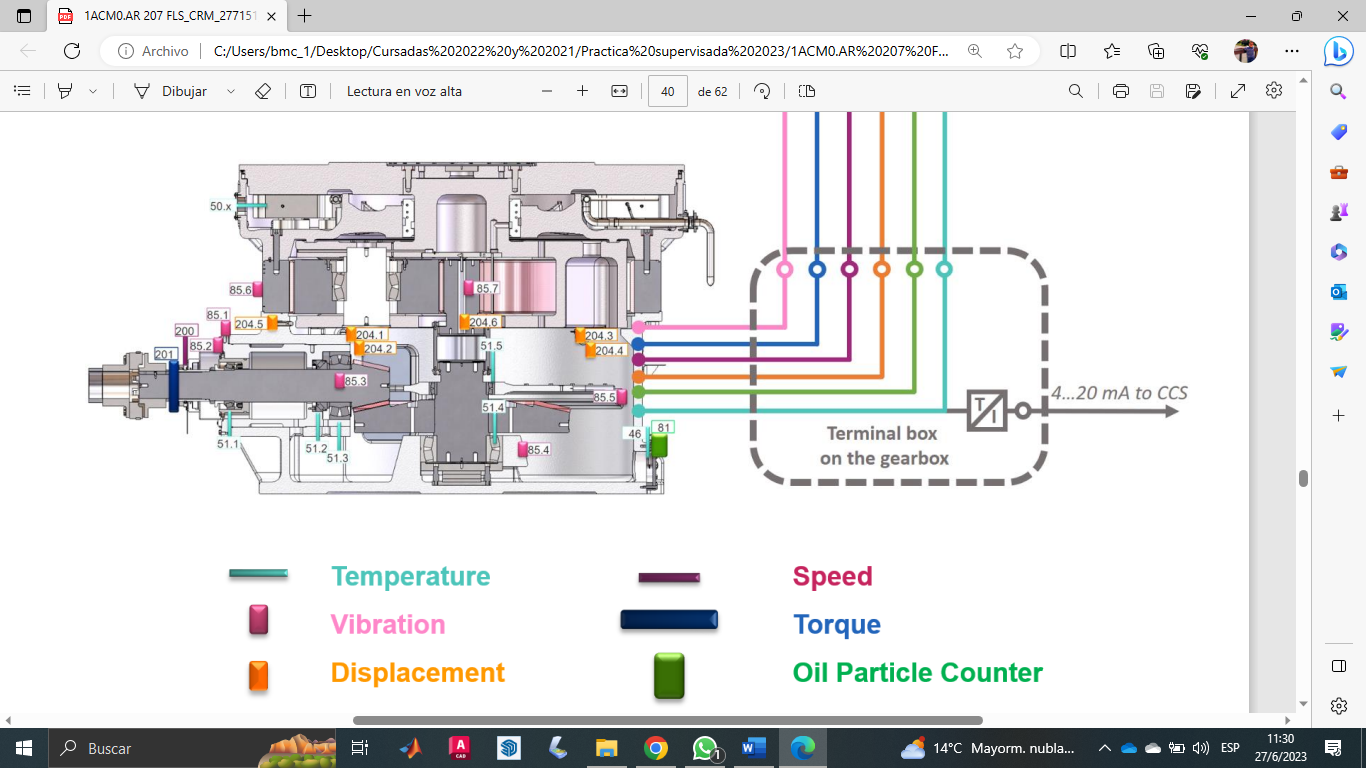 1ACM0.AR 207 FLS_CRM_277151
Archivo
C:/Users/bmc_1/Desktop/Cursadas%202022%20y%202021/Practica%20supervisada%202023/1ACM0.AR%20207%20F...
Dibujar
Lectura en voz alta
40
de 62
50.x
85.6
85.7
85.1
204.5
204.6
200
204.1
204.3
85.2
204.2
204.4
51.5
201
85.3
85.5
51.4
46
81
51.1
51.2
51.3
85.4
T/I
4...20 mA to CCS
Terminal box
on the gearbox
Temperature
Speed
Vibration
Torque
Displacement
Oil Particle Counter
Buscar
A
CAD
1
14°C Mayorm. nubla...
ESP
11:30
27/6/2023